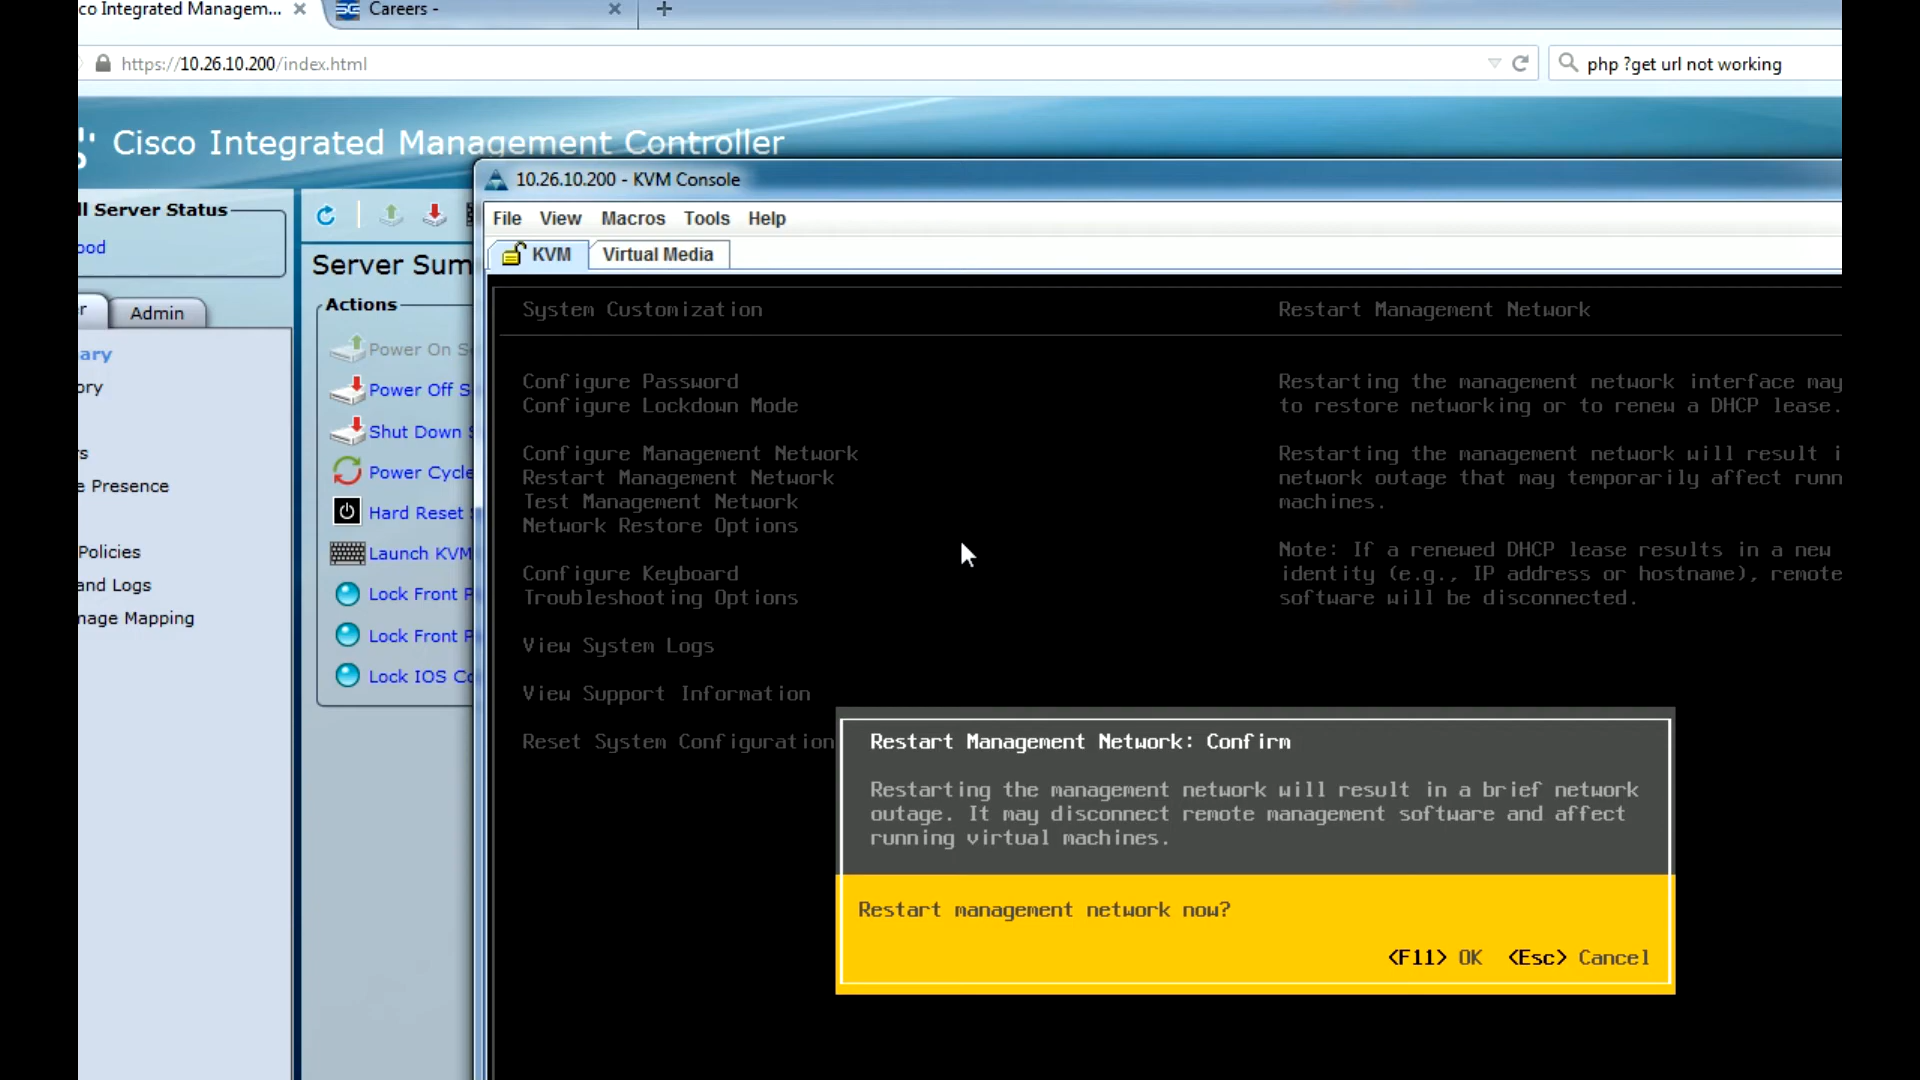 co Integrated Managem...
Careers -
https://10.26.10.200/index.html
php ?get url not working
Cisco Integrated Management Controller
ll Server Status
ood
Admin
ary
ory
rs
e Presence
Policies
and Logs
mage Mapping
Server Sum
Actions
Power On S
Power Off S
Shut Down S
Power Cycle
Hard Reset S
Launch KVM
Lock Front P
Lock Front P
Lock IOS Co
10.26.10.200 - KVM Console
File View Macros Tools Help
KVM Virtual Media
System Customization
Configure Password
Configure Lockdown Mode
Configure Management Network
Restart Management Network
Test Management Network
Network Restore Options
Configure Keyboard
Troubleshooting Options
View System Logs
View Support Information
Reset System Configuration
Restart Management Network
Restarting the management network interface may
to restore networking or to renew a DHCP lease.
Restarting the management network will result i
network outage that may temporarily affect runn
machines.
Note: If a renewed DHCP lease results in a new
identity (e.g., IP address or hostname), remote
software will be disconnected.
Restart Management Network: Confirm
Restarting the management network will result in a brief network
outage. It may disconnect remote management software and affect
running virtual machines.
Restart management network now?
<F11> OK <Esc> Cancel